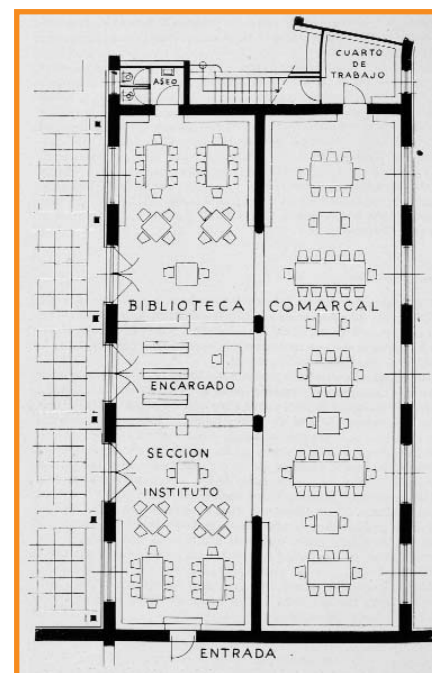 CUARTO
DE
TRABAJO
ASEO
BIBLIOTECA COMARCAL
ENCARGADO
SECCION
INSTITUTO
ENTRADA